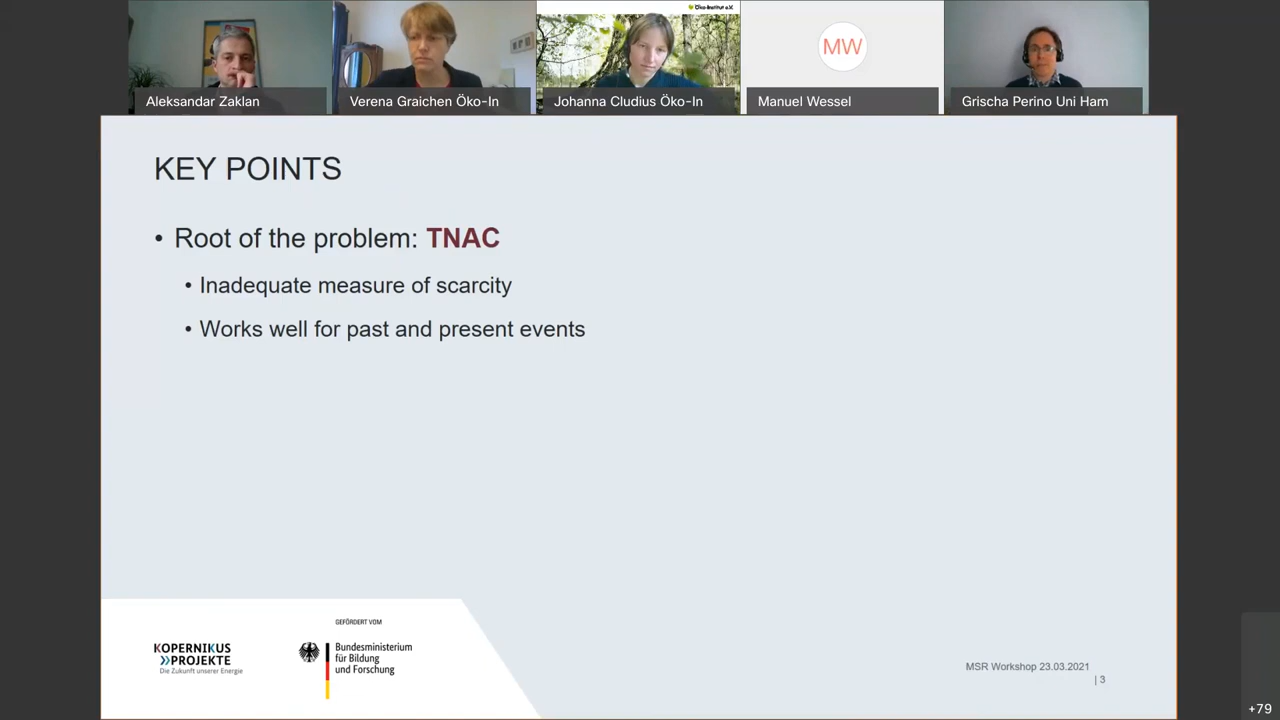 Öko-Institut e.V.
MW
Aleksandar Zaklan
Verena Graichen Öko-In
Johanna Cludius Öko-In
Manuel Wessel
Grischa Perino Uni Ham
KEY POINTS
• Root of the problem: TNAC
• Inadequate measure of scarcity
• Works well for past and present events
GEFÖRDERT VOM
KOPERNIKUS
»PROJEKTE
Die Zukunft unserer Energie
Bundesministerium
für Bildung
und Forschung
MSR Workshop 23.03.2021
| 3
+79